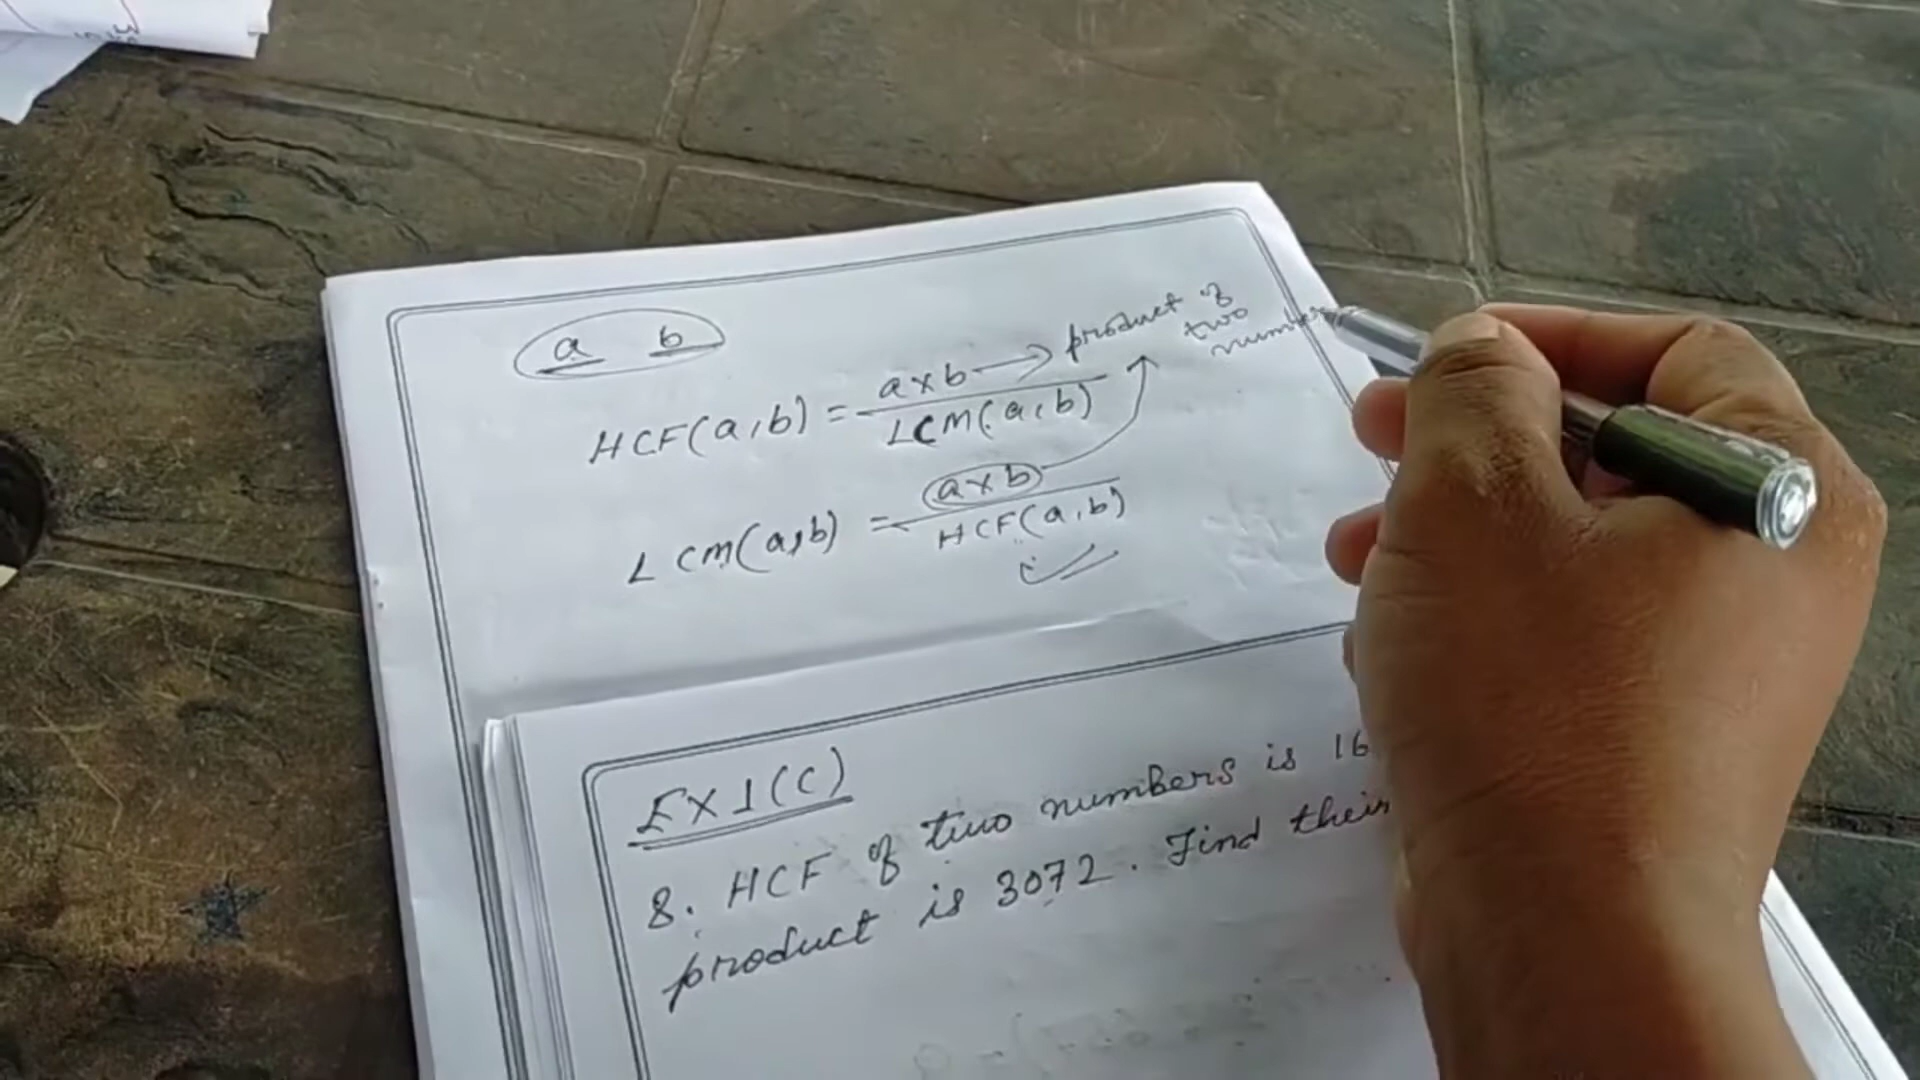 a b
HCF(a,b) = a×b → product of two numbers
LCM(a,b)
LCM(a,b) = a×b
HCF(a,b)
EX 1(C)
8. HCF of two numbers is 16
product is 3072. Find their